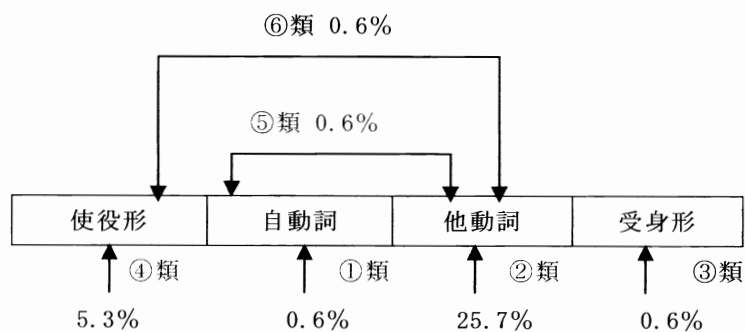 ⑥類 0.6%
⑤類 0.6%
使役形 自動詞 他動詞 受身形
④類 ①類 ②類 ③類
5.3% 0.6% 25.7% 0.6%